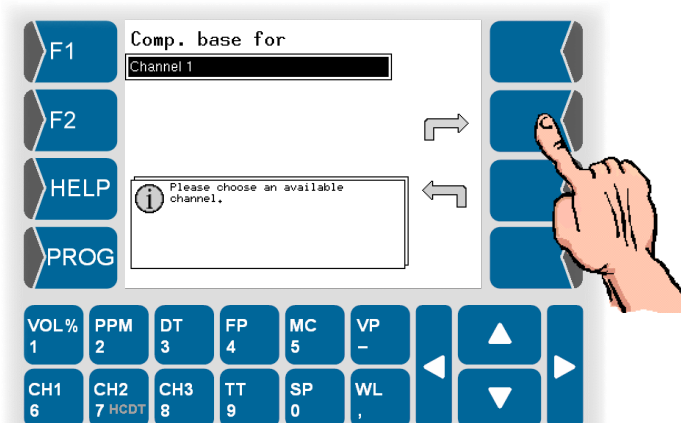 F1
Comp. base for
Channel 1
F2
HELP
Please choose an available
channel.
PROG
VOL% PPM DT FP MC VP
1 2 3 4 5 –
CH1 CH2 CH3 TT SP WL
6 7 HCDT 8 9 0 ,